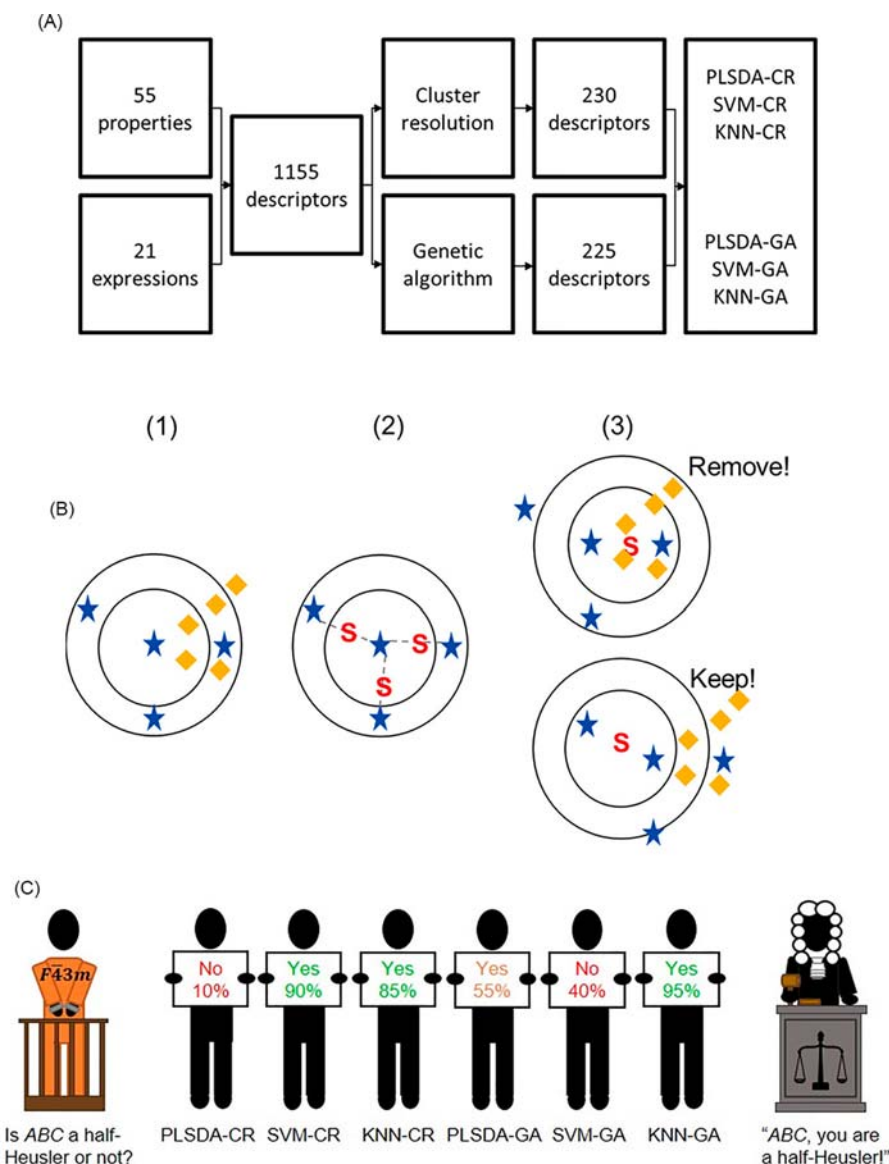 (A)
55
properties
21
expressions
1155
descriptors
Cluster
resolution
Genetic
algorithm
230
descriptors
225
descriptors
PLSDA-CR
SVM-CR
KNN-CR
PLSDA-GA
SVM-GA
KNN-GA
(1)
(2)
(3)
(B)
S
S
S
Remove!
S
Keep!
S
(C)
F4̅3m
No
10%
Yes
90%
Yes
85%
Yes
55%
No
40%
Yes
95%
Is ABC a half-
Heusler or not?
PLSDA-CR
SVM-CR
KNN-CR
PLSDA-GA
SVM-GA
KNN-GA
"ABC, you are
a half-Heusler!"